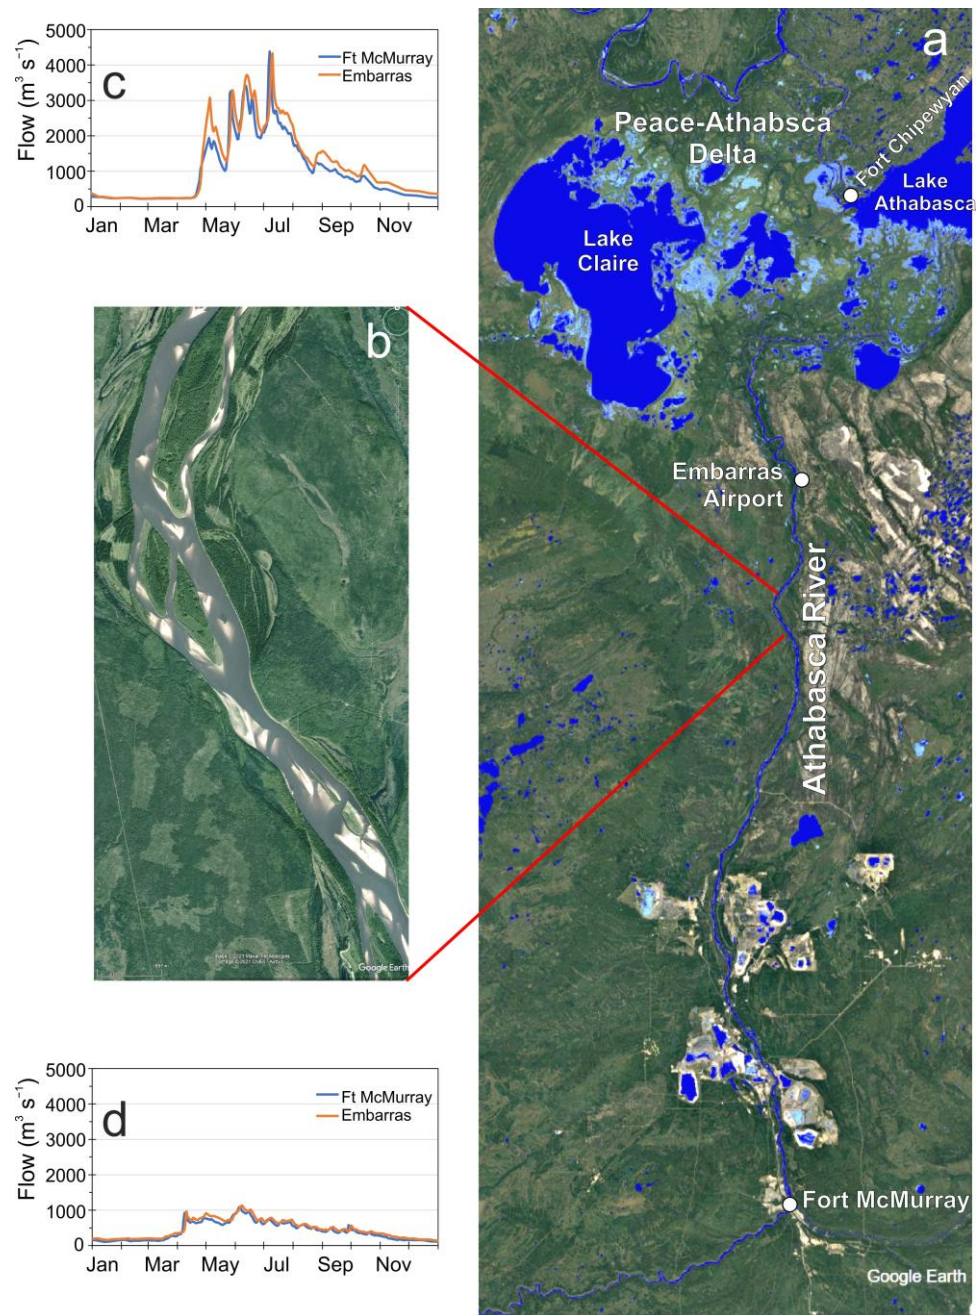 5000
4000
3000
2000
1000
0
Flow (m³ s⁻¹)
c
Ft McMurray
Embarras
Jan Mar May Jul Sep Nov
b
Google Earth
5000
4000
3000
2000
1000
0
Flow (m³ s⁻¹)
d
Ft McMurray
Embarras
Jan Mar May Jul Sep Nov
a
Peace-Athabsca
Delta
Fort Chipewyan
Lake
Athabasca
Lake
Claire
Embarras
Airport
Athabasca River
Fort McMurray
Google Earth